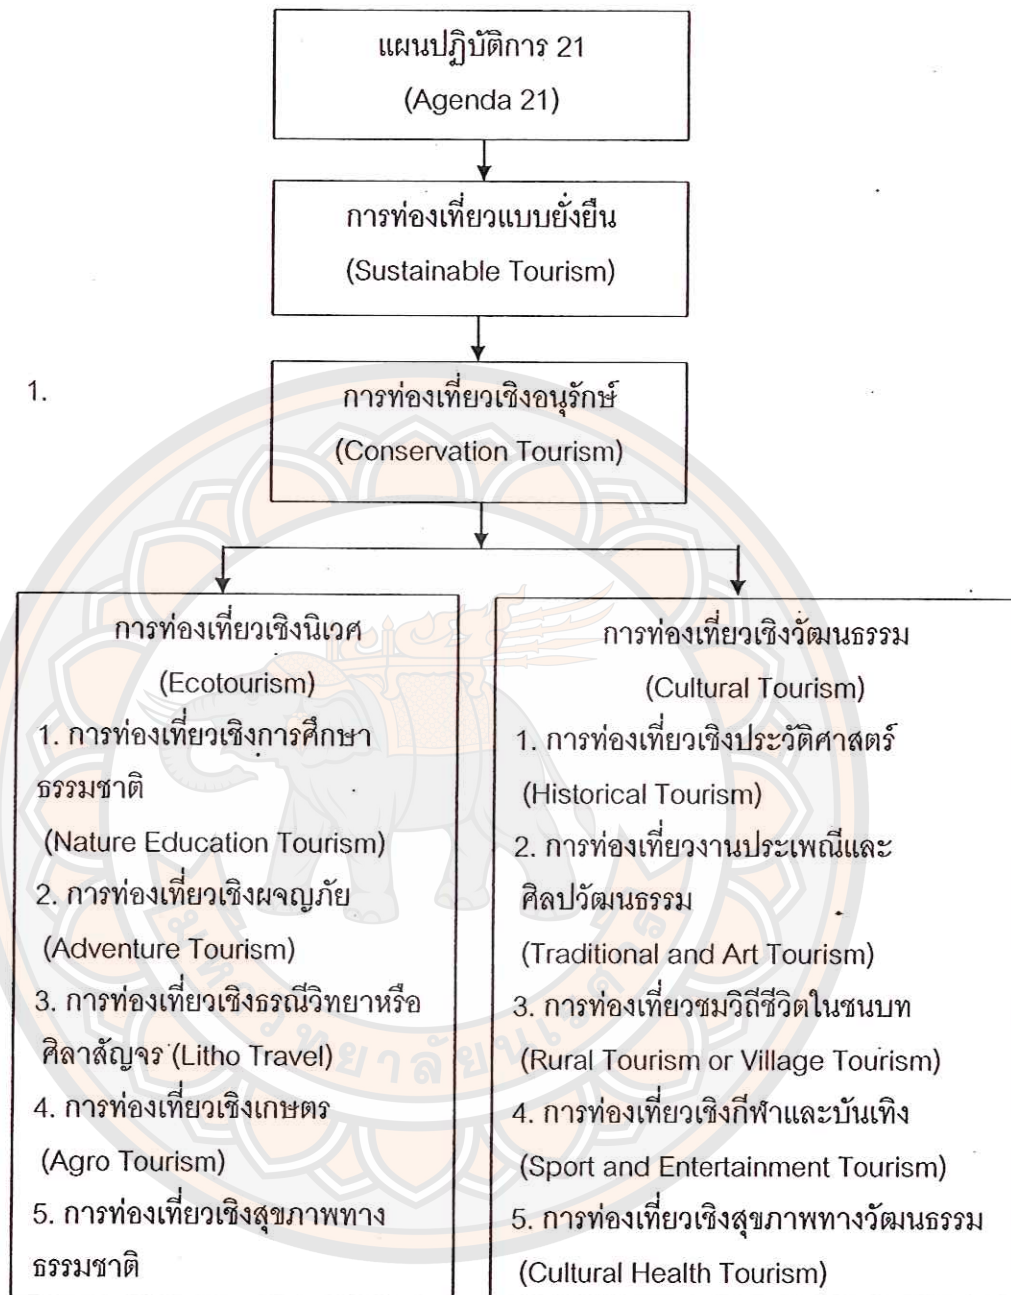 แผนปฏิบัติการ 21
(Agenda 21)
การท่องเที่ยวแบบยั่งยืน
(Sustainable Tourism)
1.
การท่องเที่ยวเชิงอนุรักษ์
(Conservation Tourism)
การท่องเที่ยวเชิงนิเวศ
(Ecotourism)
1. การท่องเที่ยวเชิงการศึกษา
ธรรมชาติ
(Nature Education Tourism)
2. การท่องเที่ยวเชิงผจญภัย
(Adventure Tourism)
3. การท่องเที่ยวเชิงธรณีวิทยาหรือ
ศิลาสัญจร (Litho Travel)
4. การท่องเที่ยวเชิงเกษตร
(Agro Tourism)
5. การท่องเที่ยวเชิงสุขภาพทาง
ธรรมชาติ
การท่องเที่ยวเชิงวัฒนธรรม
(Cultural Tourism)
1. การท่องเที่ยวเชิงประวัติศาสตร์
(Historical Tourism)
2. การท่องเที่ยวงานประเพณีและ
ศิลปวัฒนธรรม
(Traditional and Art Tourism)
3. การท่องเที่ยวชมวิถีชีวิตในชนบท
(Rural Tourism or Village Tourism)
4. การท่องเที่ยวเชิงกีฬาและบันเทิง
(Sport and Entertainment Tourism)
5. การท่องเที่ยวเชิงสุขภาพทางวัฒนธรรม
(Cultural Health Tourism)
มหาวิทยาลัยนเรศวร